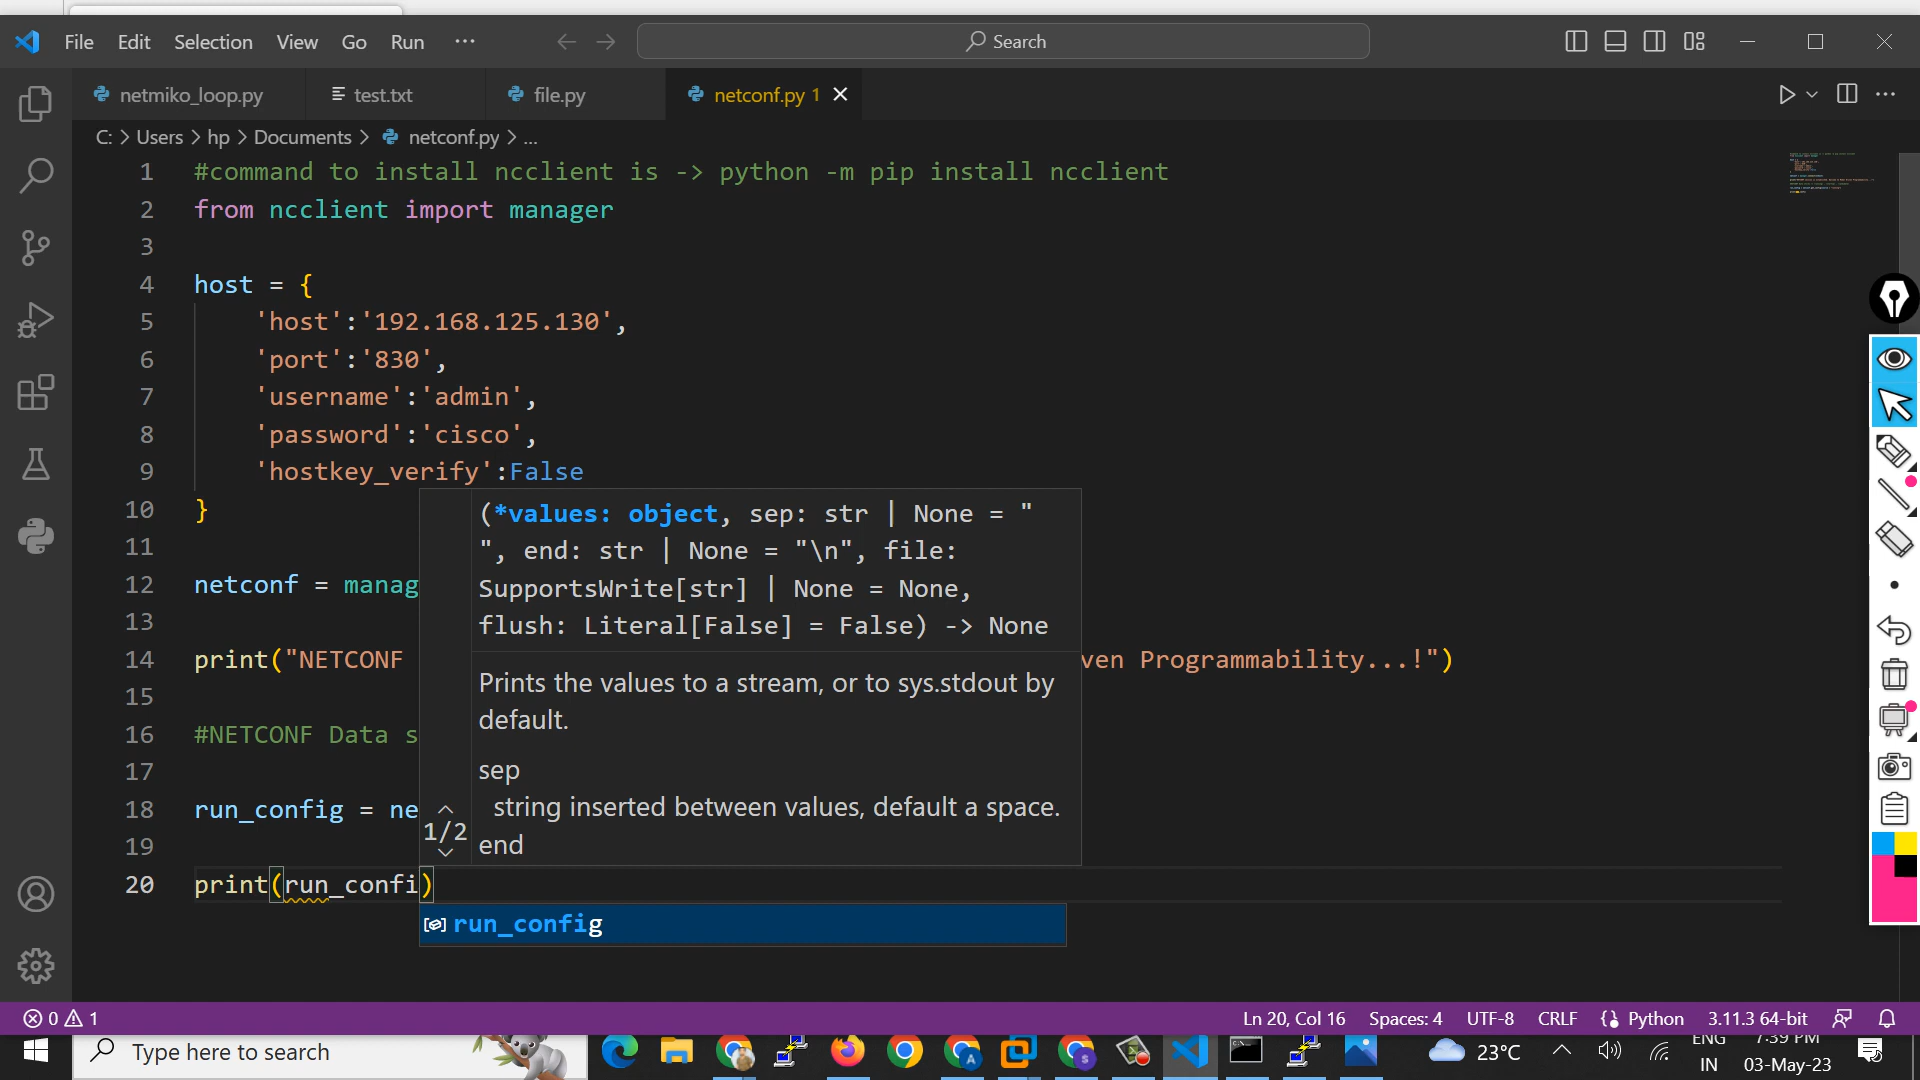 File Edit Selection View Go Run ··· Search
netmiko_loop.py test.txt file.py netconf.py 1
C: > Users > hp > Documents > netconf.py > ...
1 #command to install ncclient is -> python -m pip install ncclient
2 from ncclient import manager
3
4 host = {
5 'host':'192.168.125.130',
6 'port':'830',
7 'username':'admin',
8 'password':'cisco',
9 'hostkey_verify':False
10 }
(*values: object, sep: str | None = "
11
", end: str | None = "\n", file:
12 netconf = manag
SupportsWrite[str] | None = None,
13
flush: Literal[False] = False) -> None
14 print("NETCONF ven Programmability...!")
15
Prints the values to a stream, or to sys.stdout by
default.
16 #NETCONF Data s
17
sep
18 run_config = ne
string inserted between values, default a space.
1/2
19
end
20 print(run_confi)
run_config
0 1 Ln 20, Col 16 Spaces: 4 UTF-8 CRLF Python 3.11.3 64-bit
Type here to search 23°C ENG 7:39 PM
IN 03-May-23